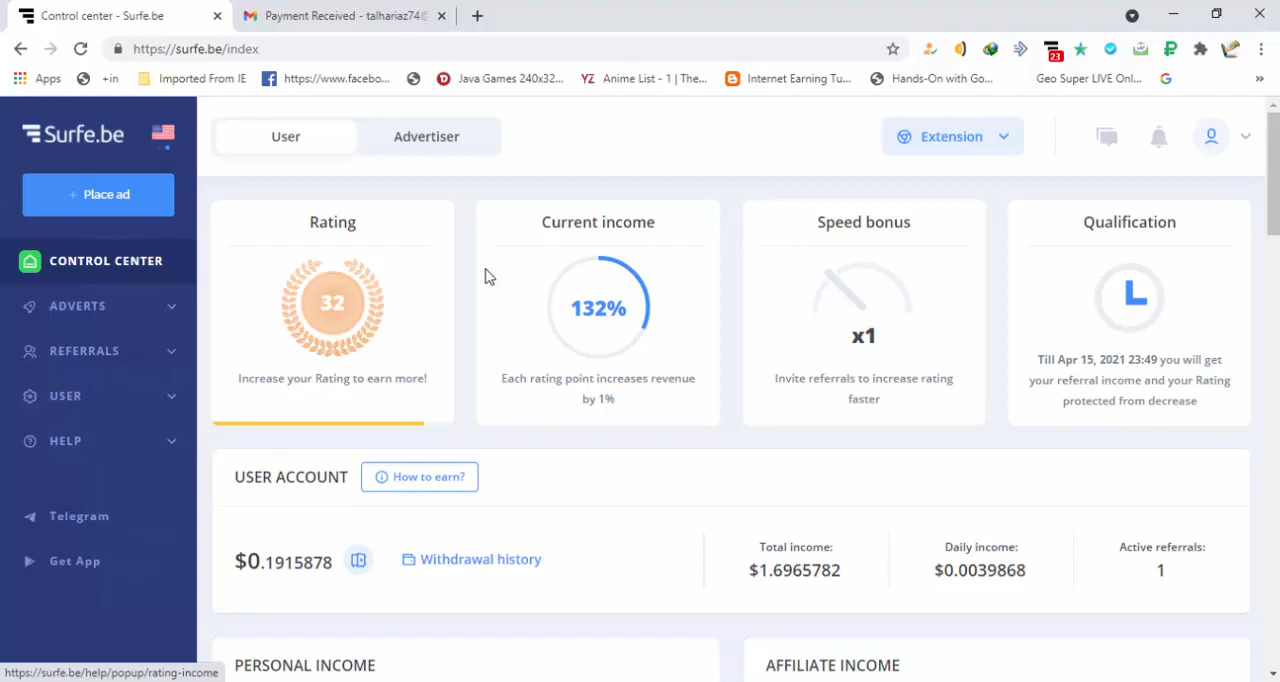 Control center - Surfe.be
Payment Received - talhariaz74@
https://surfe.be/index
23
Apps
+in
Imported From IE
https://www.facebo...
Java Games 240x32...
YZ Anime List - 1 | The...
Internet Earning Tu...
Hands-On with Go...
Geo Super LIVE Onl...
»
Surfe.be
User
Advertiser
Extension
+ Place ad
CONTROL CENTER
ADVERTS
REFERRALS
USER
HELP
Telegram
Get App
Rating
32
Increase your Rating to earn more!
Current income
132%
Each rating point increases revenue
by 1%
Speed bonus
x1
Invite referrals to increase rating
faster
Qualification
Till Apr 15, 2021 23:49 you will get
your referral income and your Rating
protected from decrease
USER ACCOUNT
How to earn?
$0.1915878
Withdrawal history
Total income:
$1.6965782
Daily income:
$0.0039868
Active referrals:
1
PERSONAL INCOME
AFFILIATE INCOME
https://surfe.be/help/popup/rating-income